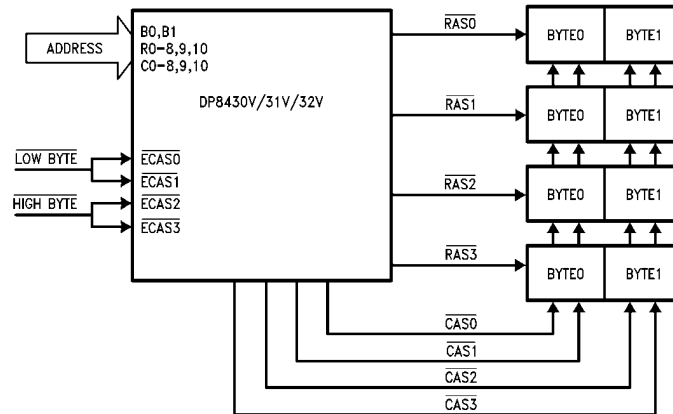 ADDRESS
B0,B1
R0-8,9,10
C0-8,9,10
DP8430V/31V/32V
LOW BYTE
HIGH BYTE
ECAS0
ECAS1
ECAS2
ECAS3
RAS0
BYTE0 BYTE1
RAS1
BYTE0 BYTE1
RAS2
BYTE0 BYTE1
RAS3
BYTE0 BYTE1
CAS0
CAS1
CAS2
CAS3